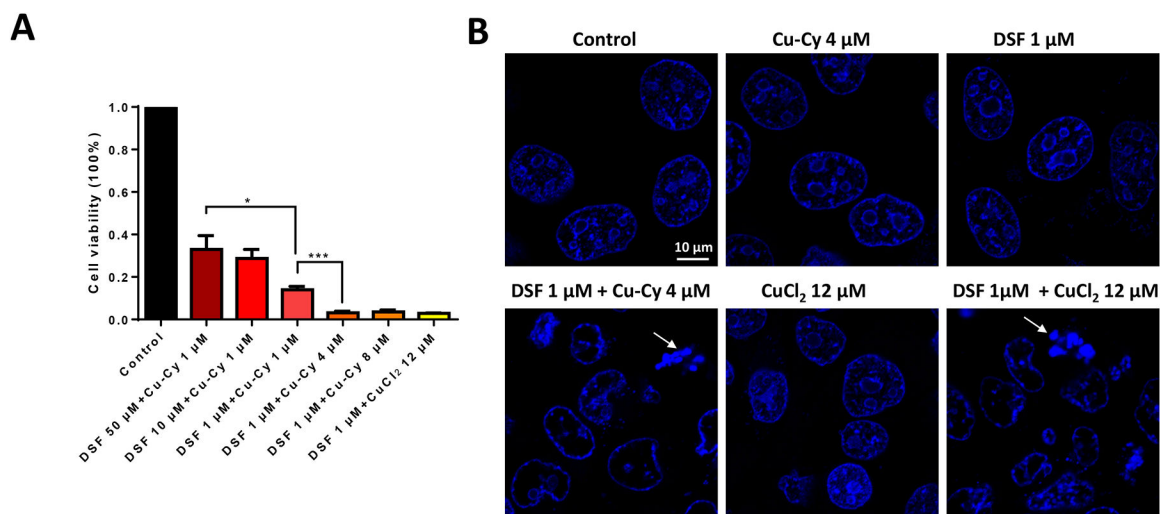 A
Cell viability (100%)
1.0
0.8
0.6
0.4
0.2
0.0
*
***
Control
DSF 50 µM+Cu-Cy 1 µM
DSF 10 µM+Cu-Cy 1 µM
DSF 1 µM+Cu-Cy 1 µM
DSF 1 µM+Cu-Cy 4 µM
DSF 1 µM+Cu-Cy 8 µM
DSF 1 µM+CuCl₂ 12 µM
B
Control
Cu-Cy 4 µM
DSF 1 µM
10 µm
DSF 1 µM + Cu-Cy 4 µM
CuCl₂ 12 µM
DSF 1µM + CuCl₂ 12 µM